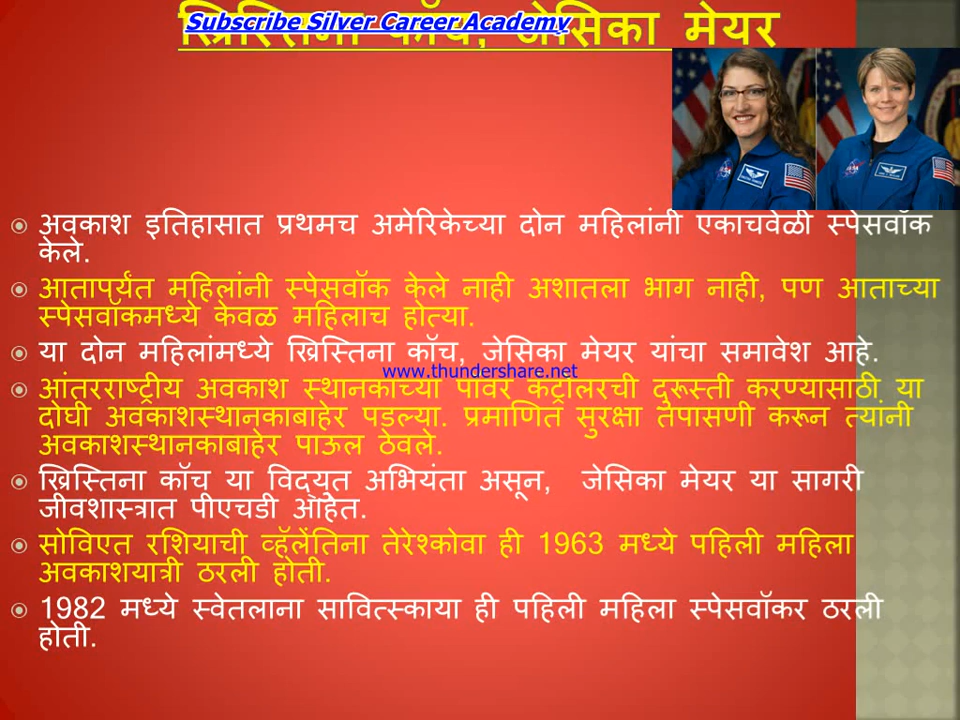 Subscribe Silver Career Academy
ख्रिस्तिना कॉच, जेसिका मेयर
अवकाश इतिहासात प्रथमच अमेरिकेच्या दोन महिलांनी एकाचवेळी स्पेसवॉक
केले.
आतापर्यंत महिलांनी स्पेसवॉक केले नाही अशातला भाग नाही, पण आताच्या
स्पेसवॉकमध्ये केवळ महिलाच होत्या.
या दोन महिलांमध्ये ख्रिस्तिना कॉच, जेसिका मेयर यांचा समावेश आहे.
www.thundershare.net
आंतरराष्ट्रीय अवकाश स्थानकाच्या पॉवर कंट्रोलरची दुरूस्ती करण्यासाठी या
दोघी अवकाशस्थानकाबाहेर पडल्या. प्रमाणित सुरक्षा तपासणी करून त्यांनी
अवकाशस्थानकाबाहेर पाऊल ठेवले.
ख्रिस्तिना कॉच या विद्युत अभियंता असून, जेसिका मेयर या सागरी
जीवशास्त्रात पीएचडी आहेत.
सोविएत रशियाची व्हॅलेंतिना तेरेश्कोवा ही 1963 मध्ये पहिली महिला
अवकाशयात्री ठरली होती.
1982 मध्ये स्वेतलाना सावित्स्काया ही पहिली महिला स्पेसवॉकर ठरली
होती.